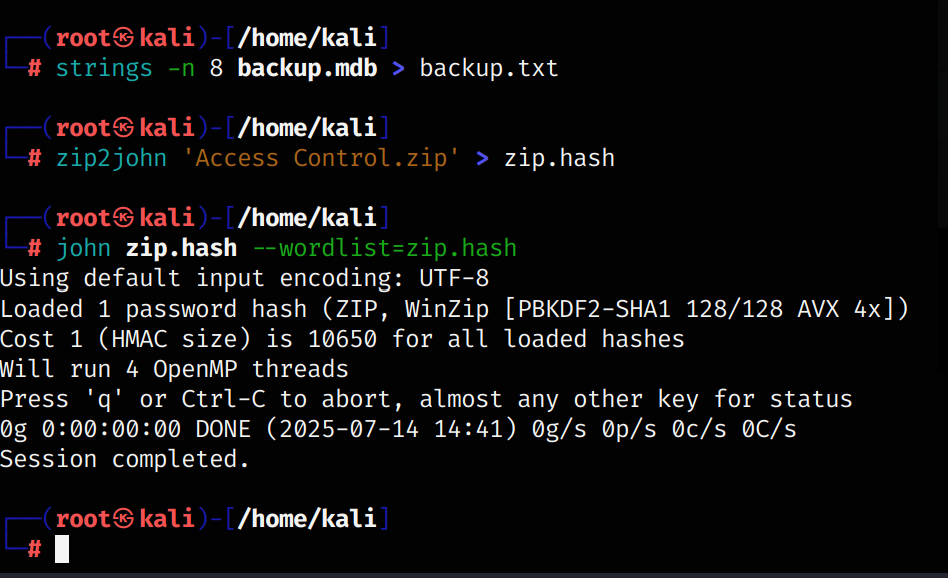 ┌──(root㉿kali)-[/home/kali]
└─# strings -n 8 backup.mdb > backup.txt
┌──(root㉿kali)-[/home/kali]
└─# zip2john 'Access Control.zip' > zip.hash
┌──(root㉿kali)-[/home/kali]
└─# john zip.hash --wordlist=zip.hash
Using default input encoding: UTF-8
Loaded 1 password hash (ZIP, WinZip [PBKDF2-SHA1 128/128 AVX 4x])
Cost 1 (HMAC size) is 10650 for all loaded hashes
Will run 4 OpenMP threads
Press 'q' or Ctrl-C to abort, almost any other key for status
0g 0:00:00:00 DONE (2025-07-14 14:41) 0g/s 0p/s 0c/s 0C/s
Session completed.
┌──(root㉿kali)-[/home/kali]
└─#